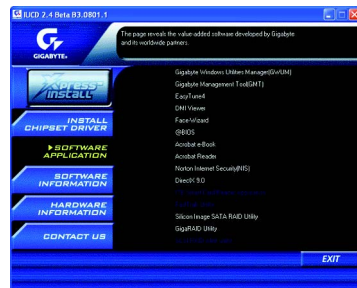 IUCD 2.4 Beta B3.0801.1
GIGABYTE
The page reveals the value-added software developed by Gigabyte
and its worldwide partners.
Xpress
Install
INSTALL
CHIPSET DRIVER
SOFTWARE
APPLICATION
SOFTWARE
INFORMATION
HARDWARE
INFORMATION
CONTACT US
Gigabyte Windows Utilities Manager(GWUM)
Gigabyte Management Tool(GMT)
EasyTune4
DMI Viewer
Face-Wizard
@BIOS
Acrobat e-Book
Acrobat Reader
Norton Internet Security(NIS)
DirectX 9.0
Silicon Image SATA RAID Utility
GigaRAID Utility
EXIT